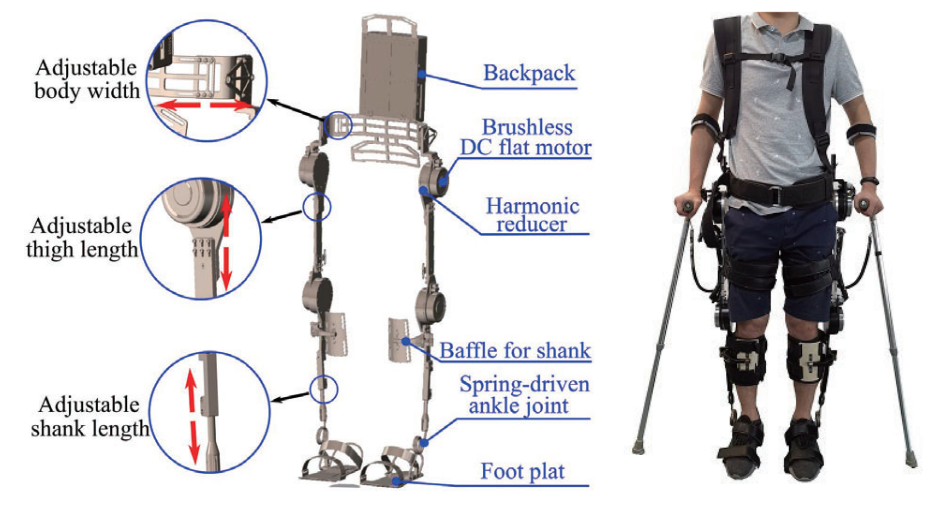 Adjustable
body width
Adjustable
thigh length
Adjustable
shank length
Backpack
Brushless
DC flat motor
Harmonic
reducer
Baffle for shank
Spring-driven
ankle joint
Foot plat